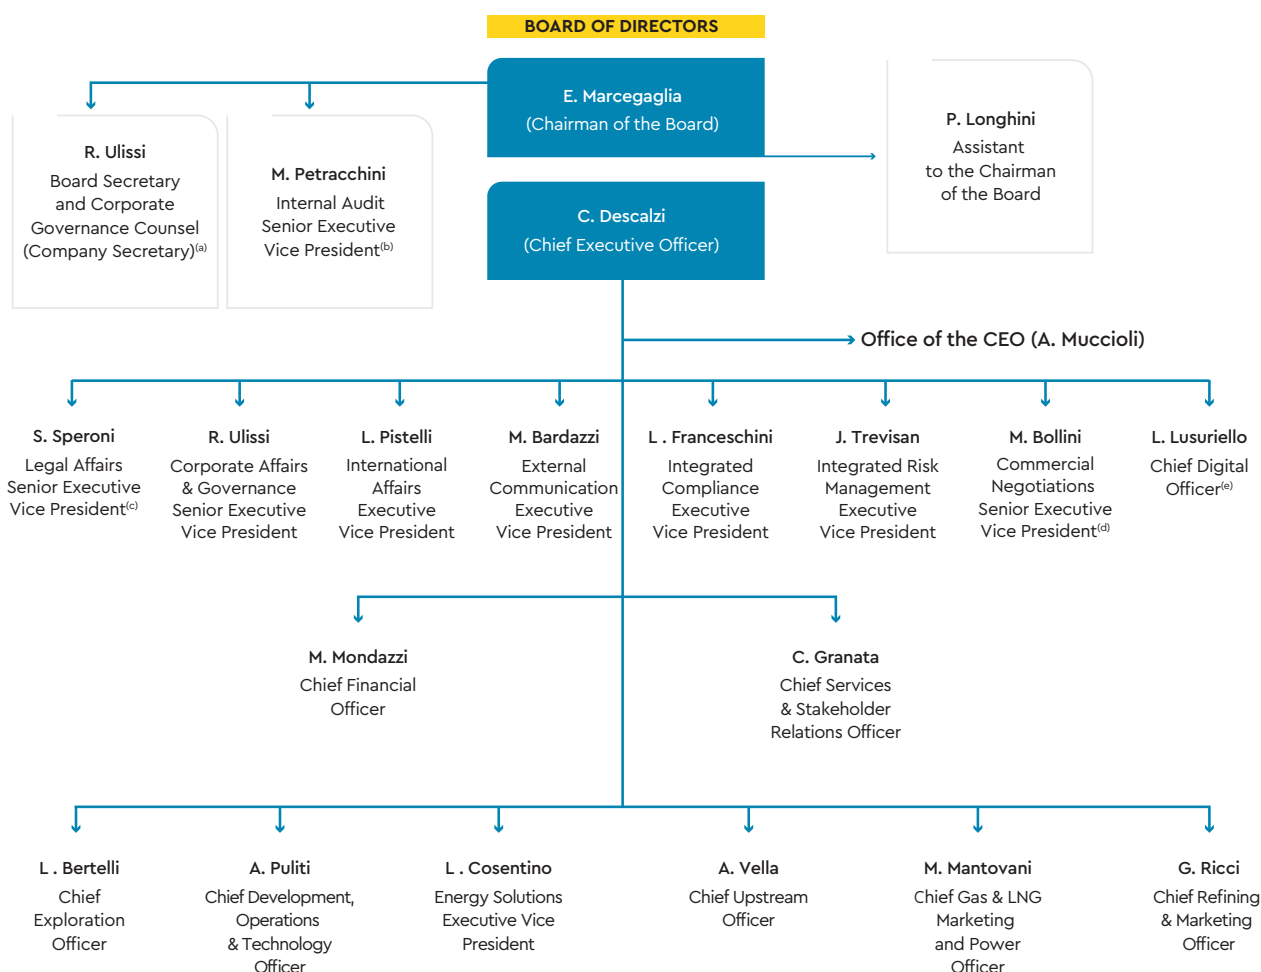 BOARD OF DIRECTORS
E. Marcegaglia
(Chairman of the Board)
R. Ulissi
Board Secretary
and Corporate
Governance Counsel
(Company Secretary)(a)
M. Petracchini
Internal Audit
Senior Executive
Vice President(b)
P. Longhini
Assistant
to the Chairman
of the Board
C. Descalzi
(Chief Executive Officer)
Office of the CEO (A. Muccioli)
S. Speroni
Legal Affairs
Senior Executive
Vice President(c)
R. Ulissi
Corporate Affairs
& Governance
Senior Executive
Vice President
L. Pistelli
International
Affairs
Executive
Vice President
M. Bardazzi
External
Communication
Executive
Vice President
L . Franceschini
Integrated
Compliance
Executive
Vice President
J. Trevisan
Integrated Risk
Management
Executive
Vice President
M. Bollini
Commercial
Negotiations
Senior Executive
Vice President(d)
L. Lusuriello
Chief Digital
Officer(e)
M. Mondazzi
Chief Financial
Officer
C. Granata
Chief Services
& Stakeholder
Relations Officer
L . Bertelli
Chief
Exploration
Officer
A. Puliti
Chief Development,
Operations
& Technology
Officer
L . Cosentino
Energy Solutions
Executive Vice
President
A. Vella
Chief Upstream
Officer
M. Mantovani
Chief Gas & LNG
Marketing
and Power
Officer
G. Ricci
Chief Refining
& Marketing
Officer